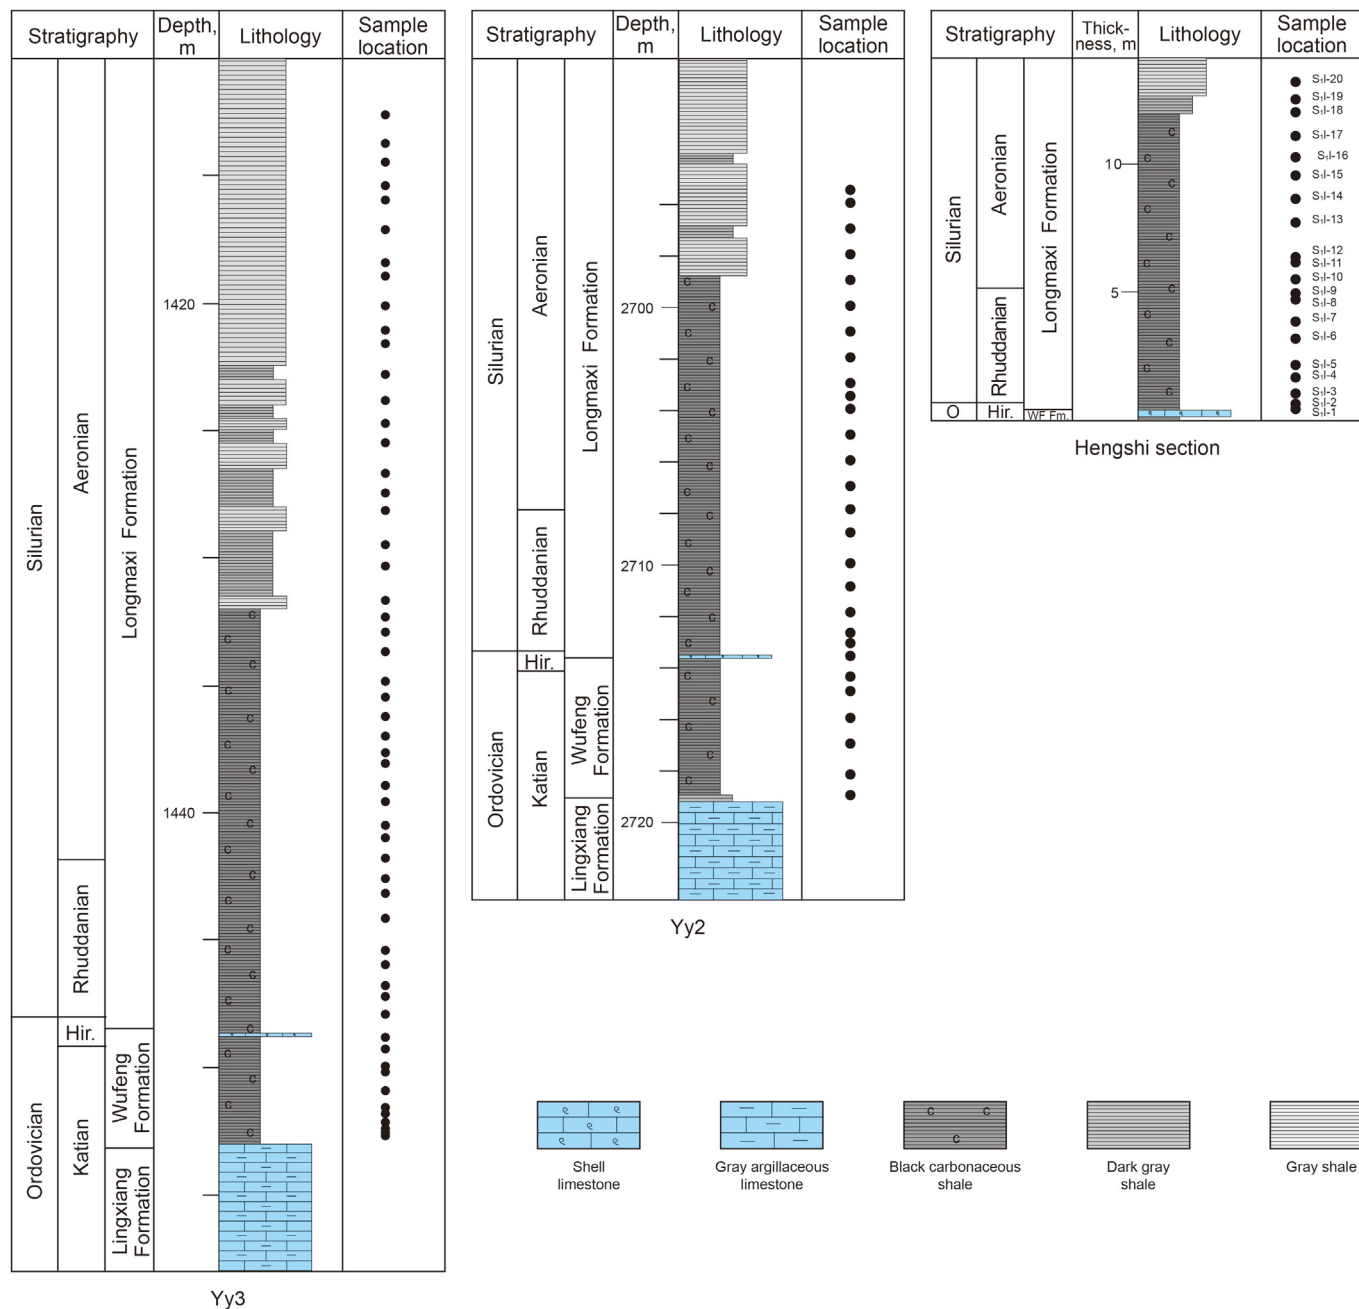 Stratigraphy
Depth,
m
Lithology
Sample
location
Silurian
Ordovician
Aeronian
Rhuddanian
Hir.
Katian
Longmaxi Formation
Wufeng
Formation
Lingxiang
Formation
1420
1440
Yy3
Stratigraphy
Depth,
m
Lithology
Sample
location
Silurian
Ordovician
Aeronian
Rhuddanian
Hir.
Katian
Longmaxi Formation
Wufeng
Formation
Lingxiang
Formation
2700
2710
2720
Yy2
Stratigraphy
Thick-
ness, m
Lithology
Sample
location
Silurian
O
Aeronian
Rhuddanian
Hir.
Longmaxi Formation
WF Fm.
10
5
S₁l-20
S₁l-19
S₁l-18
S₁l-17
S₁l-16
S₁l-15
S₁l-14
S₁l-13
S₁l-12
S₁l-11
S₁l-10
S₁l-9
S₁l-8
S₁l-7
S₁l-6
S₁l-5
S₁l-4
S₁l-3
S₁l-2
S₁l-1
Hengshi section
Shell
limestone
Gray argillaceous
limestone
Black carbonaceous
shale
Dark gray
shale
Gray shale